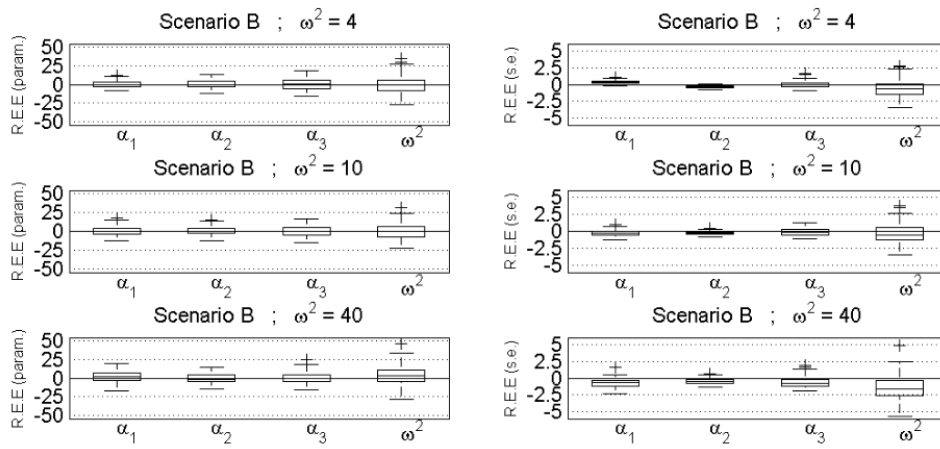 Scenario B ; ω² = 4
R.E.E (param.)
50
25
0
-25
-50
α₁ α₂ α₃ ω²
Scenario B ; ω² = 4
R.E.E (s.e.)
5
2.5
0
-2.5
-5
α₁ α₂ α₃ ω²
Scenario B ; ω² = 10
R.E.E (param.)
50
25
0
-25
-50
α₁ α₂ α₃ ω²
Scenario B ; ω² = 10
R.E.E (s.e.)
5
2.5
0
-2.5
-5
α₁ α₂ α₃ ω²
Scenario B ; ω² = 40
R.E.E (param.)
50
25
0
-25
-50
α₁ α₂ α₃ ω²
Scenario B ; ω² = 40
R.E.E (s.e.)
5
2.5
0
-2.5
-5
α₁ α₂ α₃ ω²